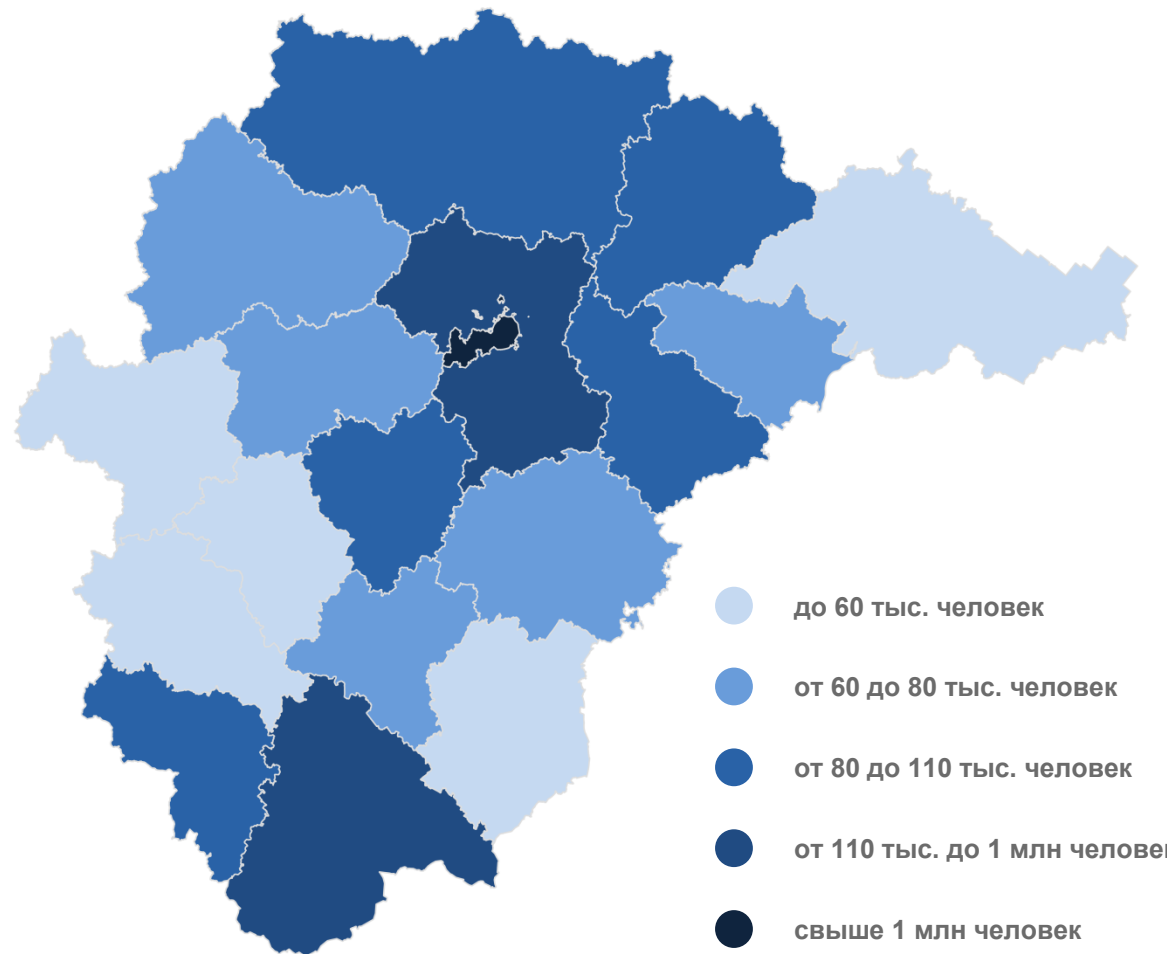 до 60 тыс. человек
от 60 до 80 тыс. человек
от 80 до 110 тыс. человек
от 110 тыс. до 1 млн человек
свыше 1 млн человек